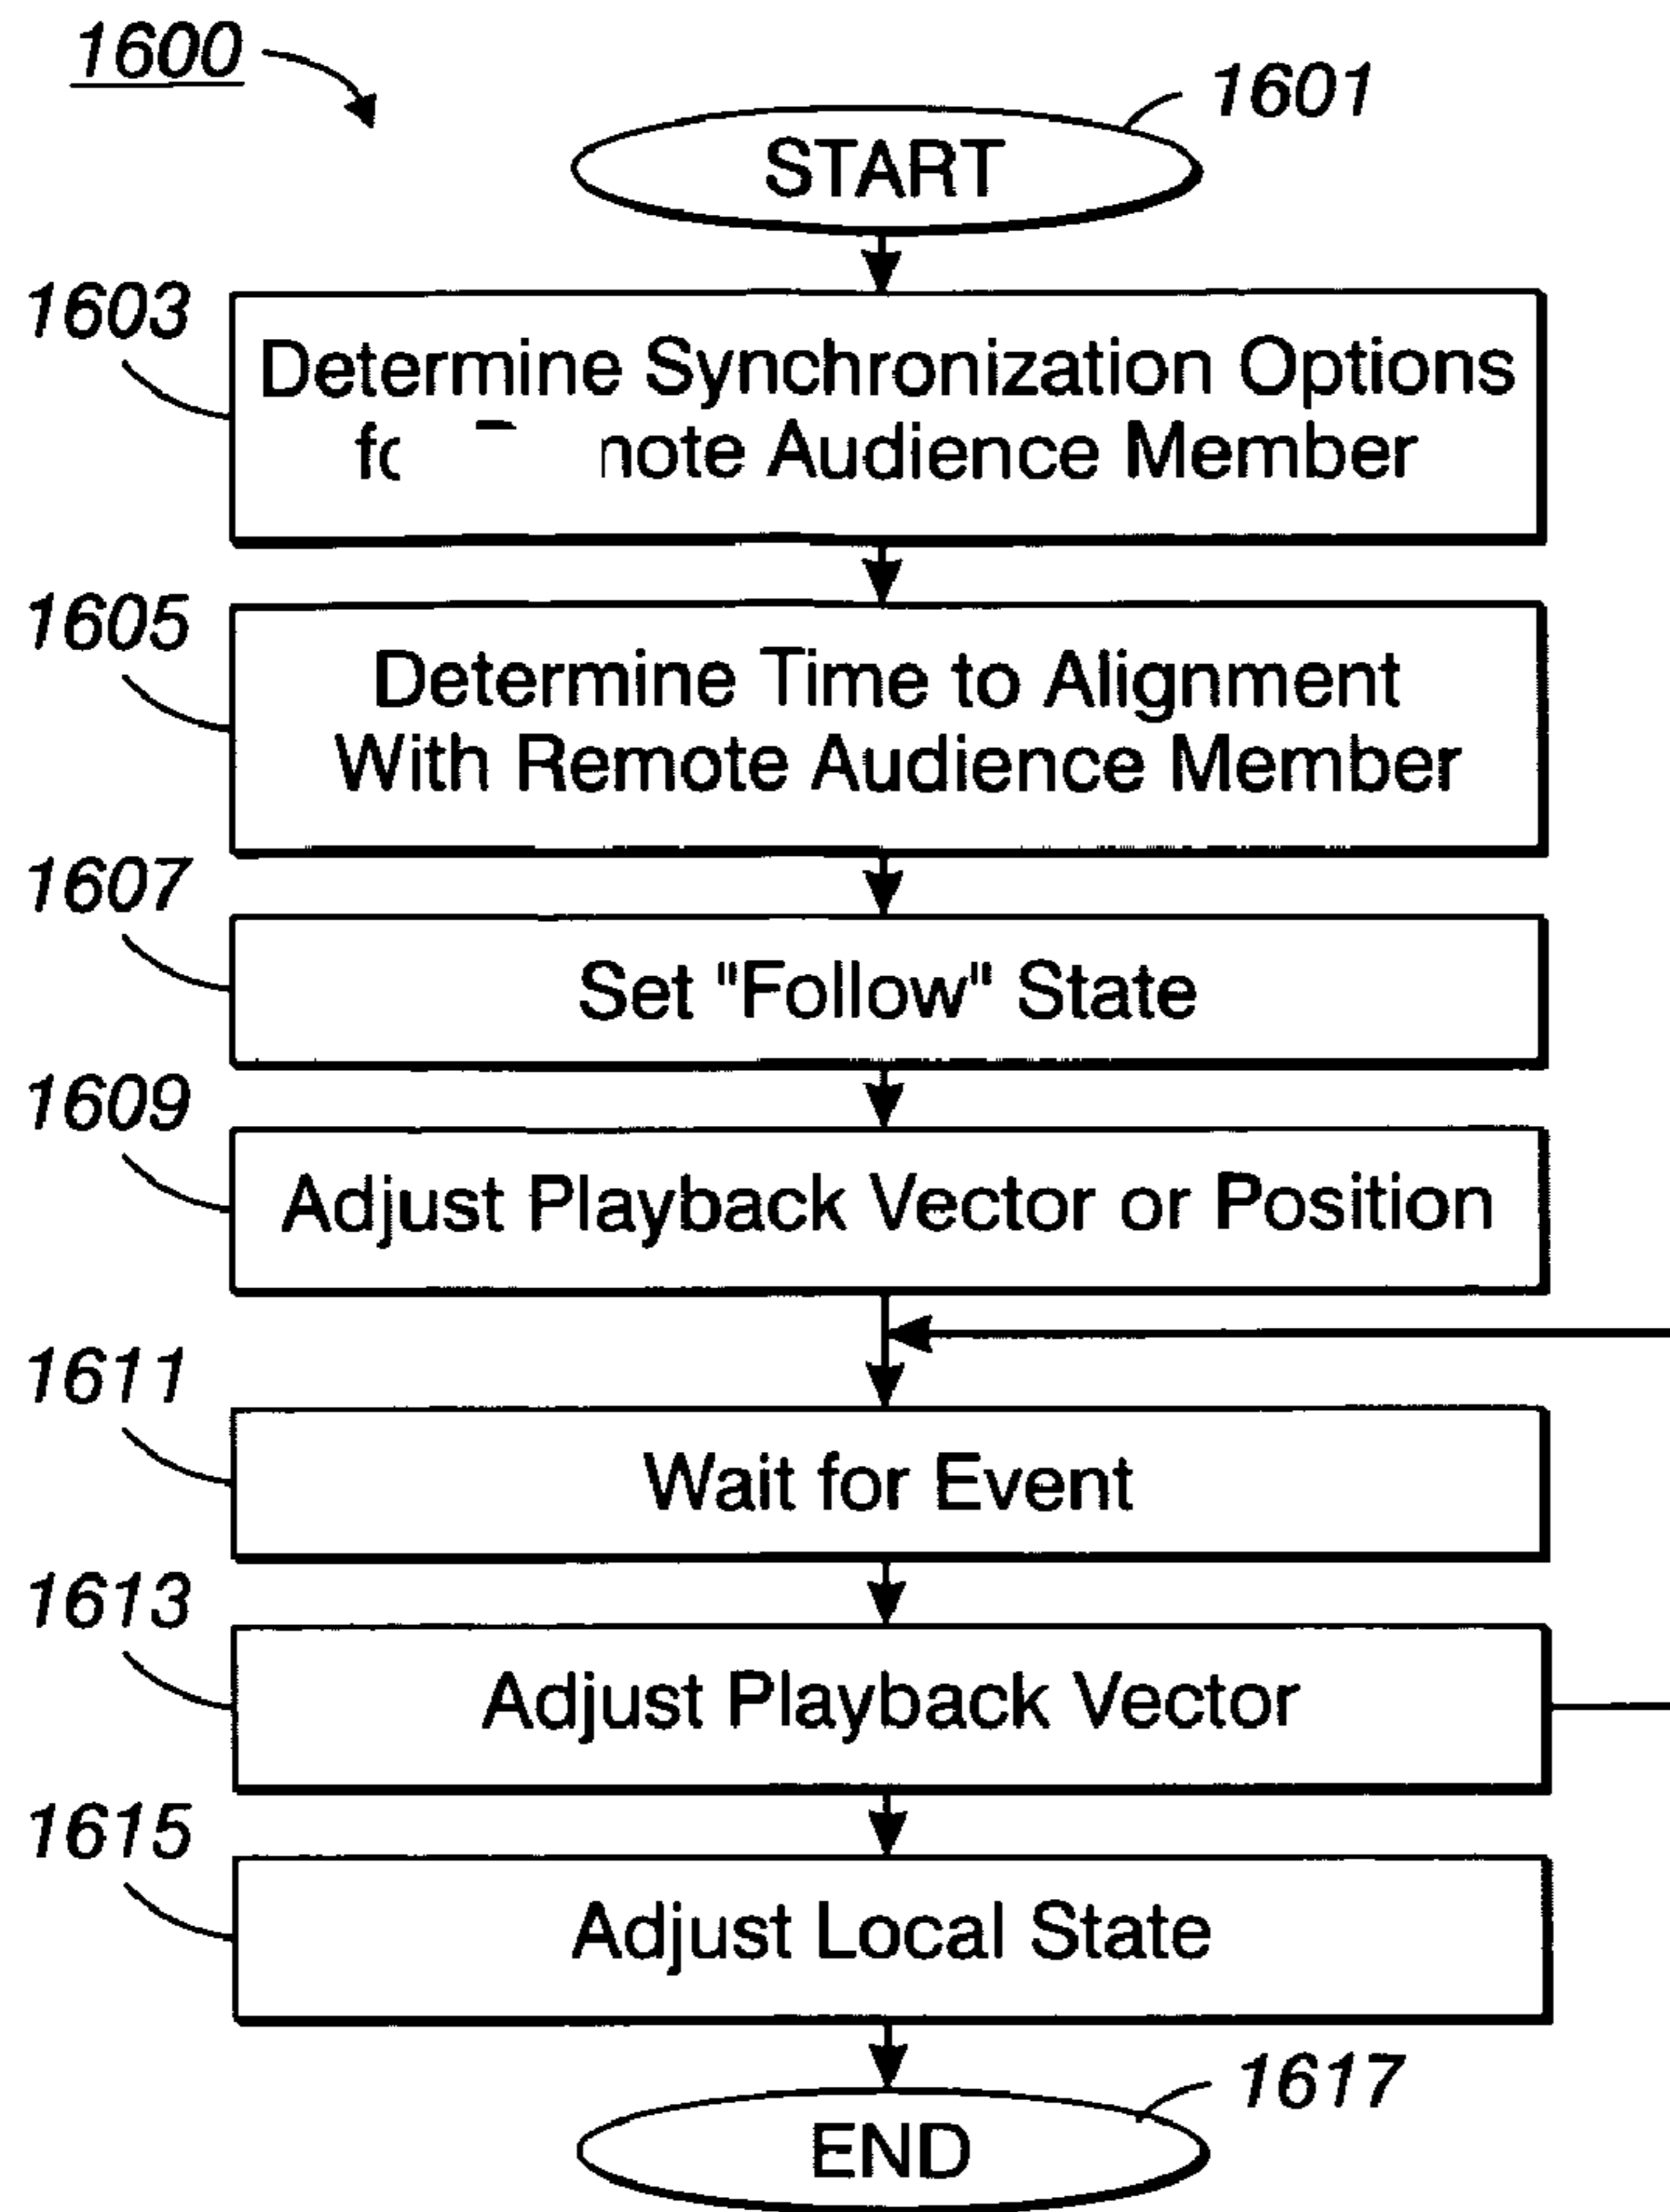 1600
1601
START
1603
Determine Synchronization Options
Audience Member
1605
Determine Time to Alignment
With Remote Audience Member
1607
Set "Follow" State
1609
Adjust Playback Vector or Position
1611
Wait for Event
1613
Adjust Playback Vector
1615
Adjust Local State
1617
END